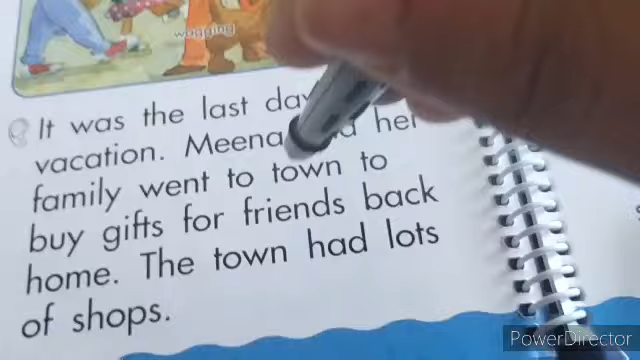 wagging
It was the last day
vacation. Meena her
family went to town to
buy gifts for friends back
home. The town had lots
of shops.
PowerDirector